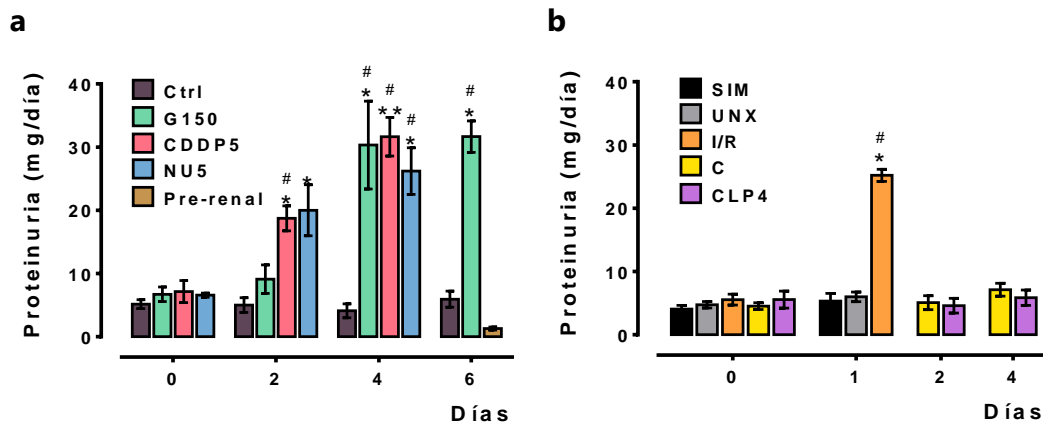 a
Proteinuria (mg/día)
40
30
20
10
0
Ctrl
G150
CDDP5
NU5
Pre-renal
#
*
*
#
*
#
**
#
*
#
*
0
2
4
6
Días
b
Proteinuria (mg/día)
40
30
20
10
0
SIM
UNX
I/R
C
CLP4
#
*
0
1
2
4
Días